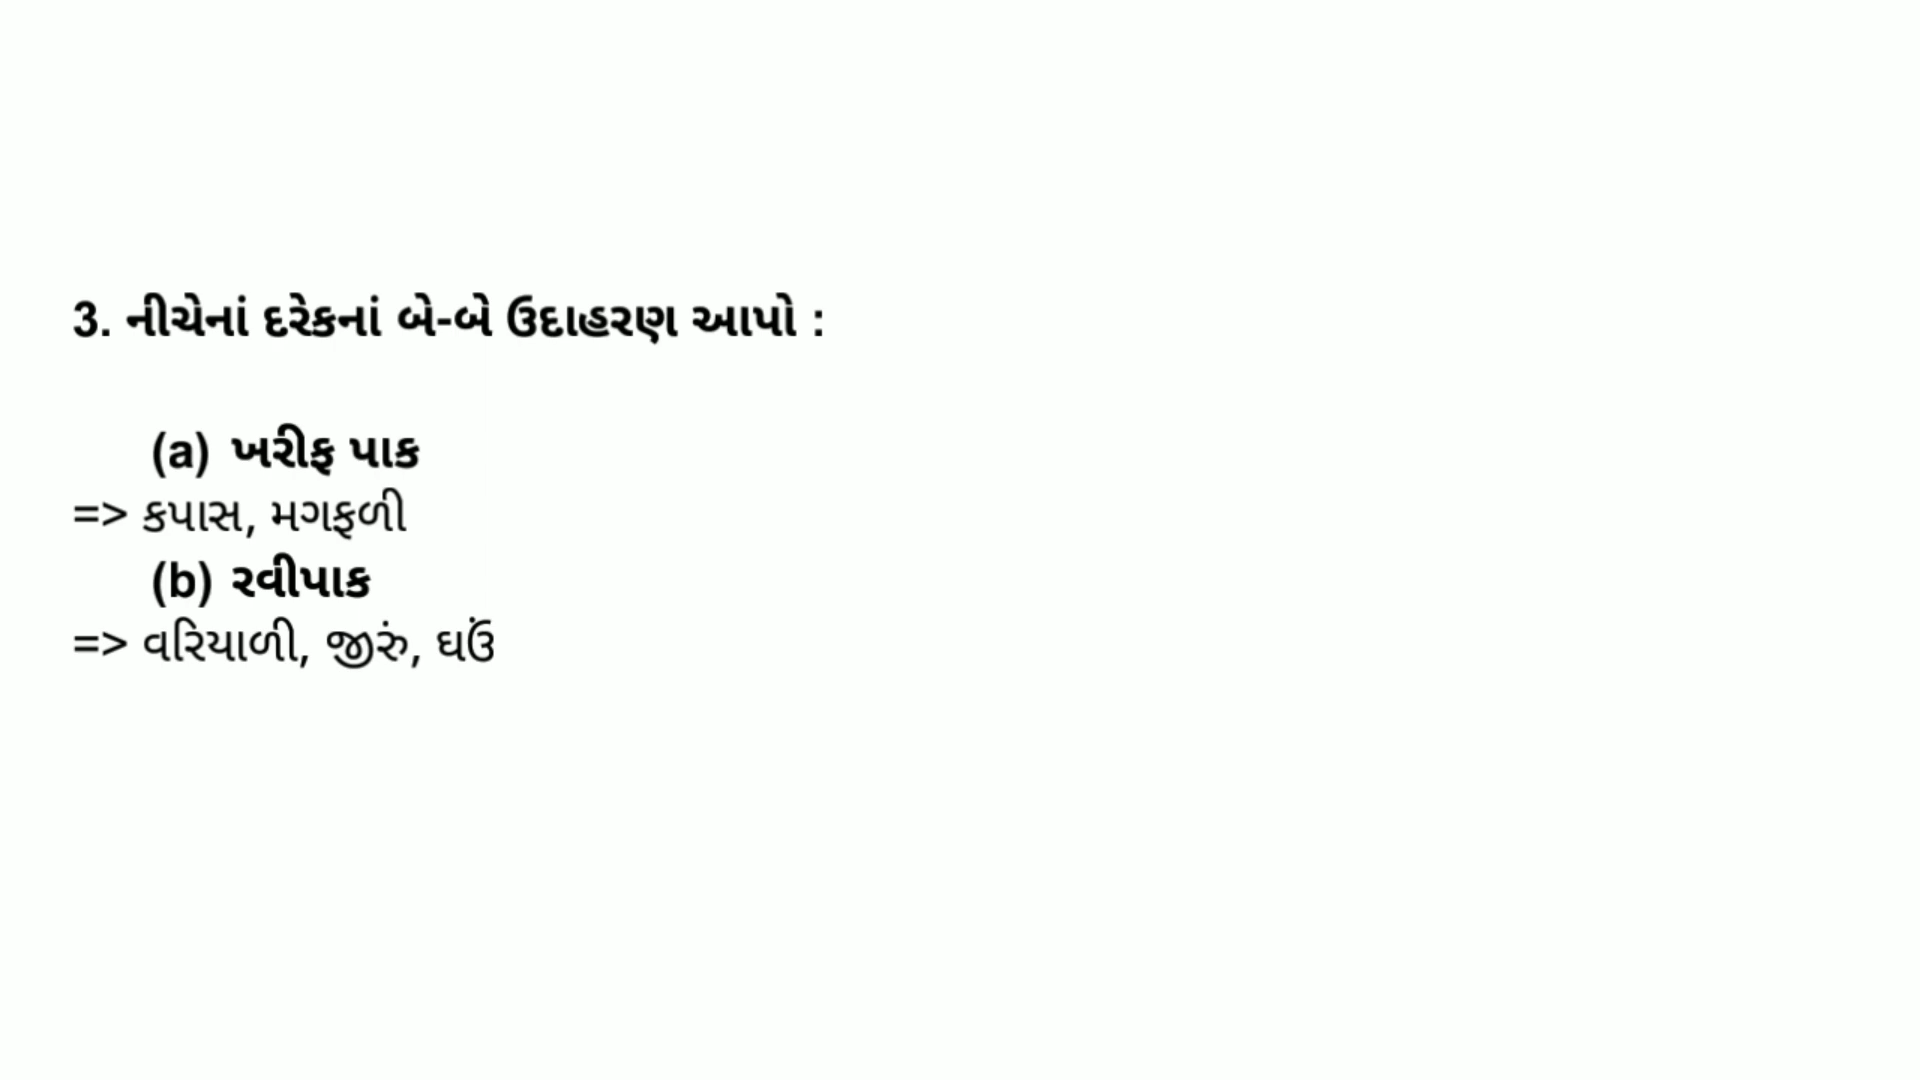 3. નીચેનાં દરેકનાં બે-બે ઉદાહરણ આપો :
(a) ખરીફ પાક
=> કપાસ, મગફળી
(b) રવીપાક
=> વરિયાળી, જીરું, ઘઉં